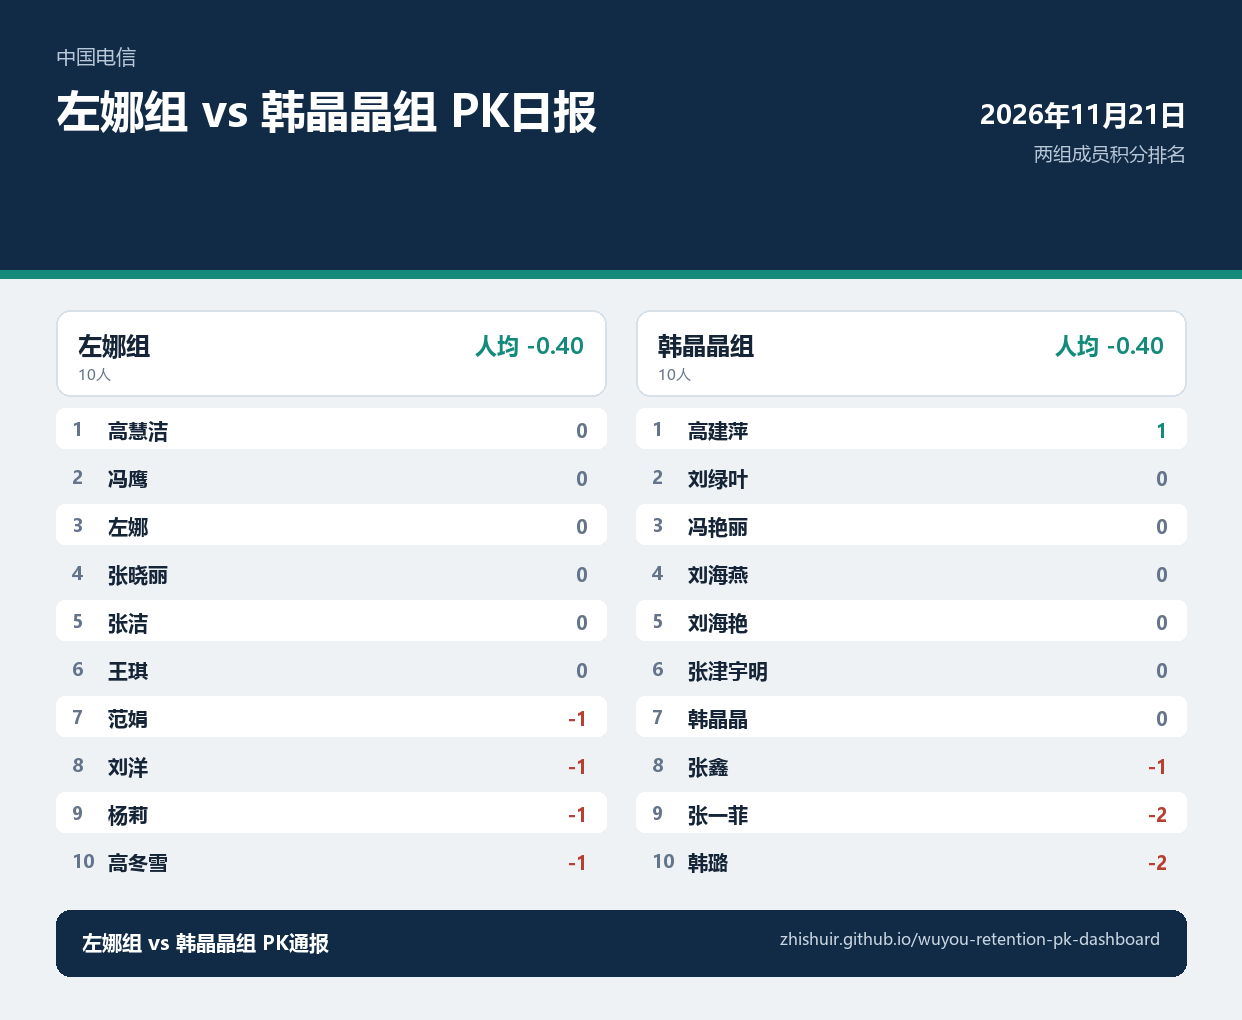 中国电信
左娜组 vs 韩晶晶组 PK日报
2026年11月21日
两组成员积分排名
左娜组 人均 -0.40
10人
1 高慧洁 0
2 冯鹰 0
3 左娜 0
4 张晓丽 0
5 张洁 0
6 王琪 0
7 范娟 -1
8 刘洋 -1
9 杨莉 -1
10 高冬雪 -1
韩晶晶组 人均 -0.40
10人
1 高建萍 1
2 刘绿叶 0
3 冯艳丽 0
4 刘海燕 0
5 刘海艳 0
6 张津宇明 0
7 韩晶晶 0
8 张鑫 -1
9 张一菲 -2
10 韩璐 -2
左娜组 vs 韩晶晶组 PK通报
zhishuir.github.io/wuyou-retention-pk-dashboard